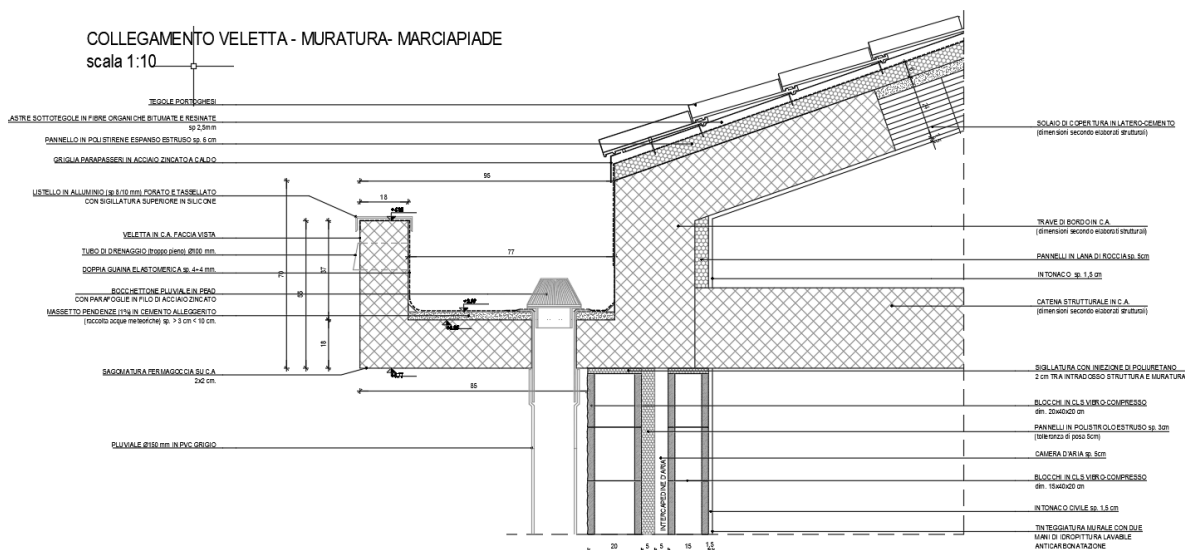 COLLEGAMENTO VELETTA - MURATURA- MARCIAPIADE
scala 1:10
TEGOLE PORTOGHESI
ASTRE SOTTOTEGOLE IN FIBRE ORGANICHE BITUMATE E RESINATE
sp 2,5mm
PANNELLO IN POLISTIRENE ESPANSO ESTRUSO sp. 6 cm
GRIGLIA PARAPASSERI IN ACCIAIO ZINCATO A CALDO
LISTELLO IN ALLUMINIO (sp 8/10 mm) FORATO E TASSELLATO
CON SIGILLATURA SUPERIORE IN SILICONE
VELETTA IN C.A. FACCIA VISTA
TUBO DI DRENAGGIO (troppo pieno) Ø100 mm.
DOPPIA GUAINA ELASTOMERICA sp. 4+4 mm.
BOCCHETTONE PLUVIALE IN PEAD
CON PARAFOGLIE IN FILO DI ACCIAIO ZINCATO
MASSETTO PENDENZE (1%) IN CEMENTO ALLEGGERITO
(raccolta acque meteoriche) sp. > 3 cm < 10 cm.
SAGOMATURA FERMAGOCCIA SU C.A
2x2 cm.
PLUVIALE Ø150 mm IN PVC GRIGIO
95
18
77
70
55
37
18
85
INTERCAPEDINE D'ARIA
20 5 5 15 1,5
SOLAIO DI COPERTURA IN LATERO-CEMENTO
(dimensioni secondo elaborati strutturali)
TRAVE DI BORDO IN C.A.
(dimensioni secondo elaborati strutturali)
PANNELLI IN LANA DI ROCCIA sp. 5cm
INTONACO sp. 1,5 cm
CATENA STRUTTURALE IN C.A.
(dimensioni secondo elaborati strutturali)
SIGILLATURA CON INIEZIONE DI POLIURETANO
2 cm TRA INTRADOSSO STRUTTURA E MURATURA
BLOCCHI IN CLS VIBRO-COMPRESSO
dim. 20x40x20 cm
PANNELLI IN POLISTIROLO ESTRUSO sp. 3cm
(tolleranza di posa 5cm)
CAMERA D'ARIA sp. 5cm
BLOCCHI IN CLS VIBRO-COMPRESSO
dim. 15x40x20 cm
INTONACO CIVILE sp. 1,5 cm
TINTEGGIATURA MURALE CON DUE
MANI DI IDROPITTURA LAVABILE
ANTICARBONATAZIONE